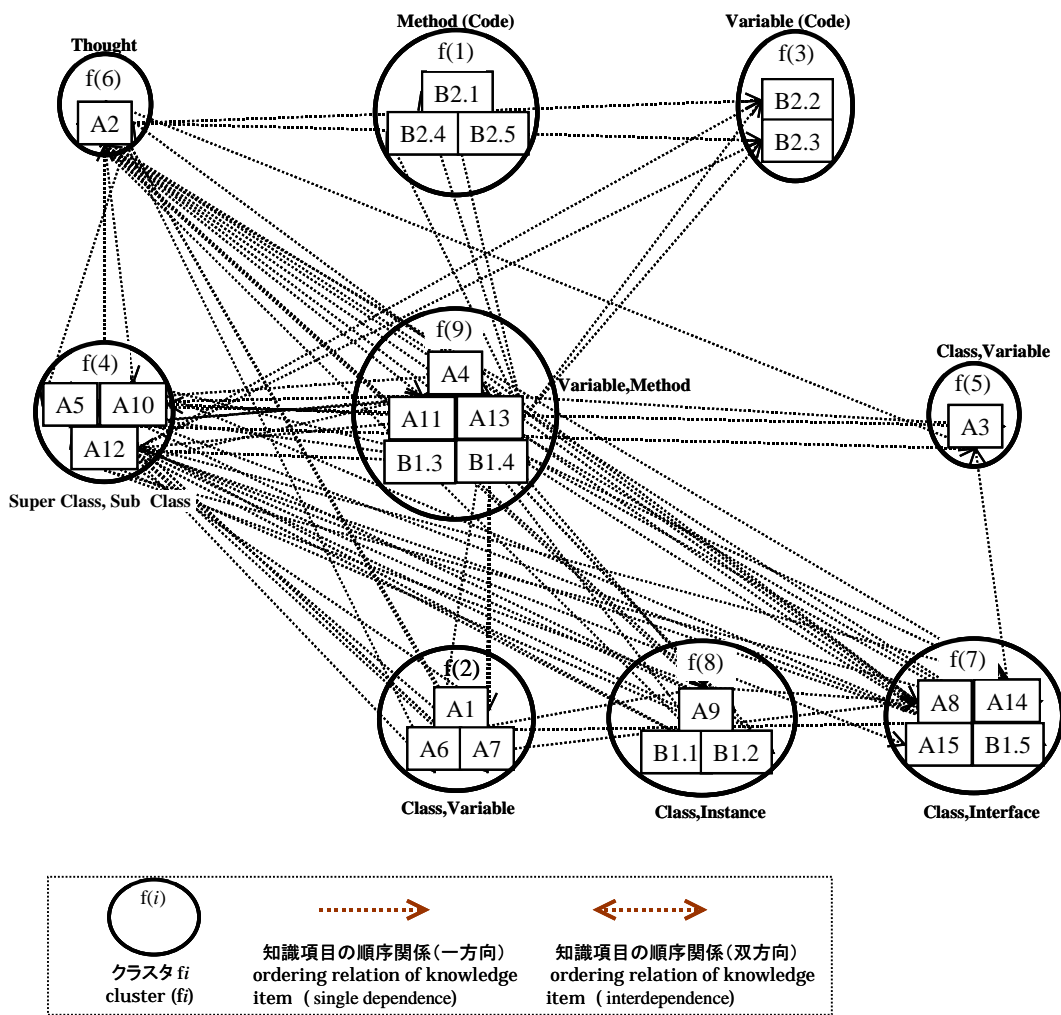 Thought
Method (Code)
Variable (Code)
f(6)
A2
f(1)
B2.1
B2.4 B2.5
f(3)
B2.2
B2.3
f(4)
A5 A10
A12
Super Class, Sub Class
f(9)
A4
A11 A13
B1.3 B1.4
Variable,Method
Class,Variable
f(5)
A3
f(2)
A1
A6 A7
Class,Variable
f(8)
A9
B1.1 B1.2
Class,Instance
f(7)
A8 A14
A15 B1.5
Class,Interface
f(i)
クラスタ fi
cluster (fi)
知識項目の順序関係(一方向)
ordering relation of knowledge
item ( single dependence)
知識項目の順序関係(双方向)
ordering relation of knowledge
item ( interdependence)